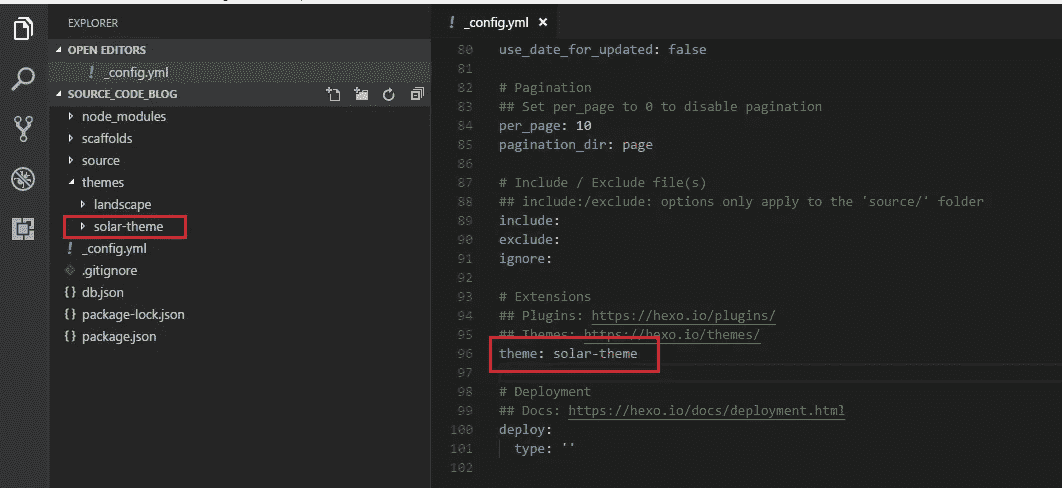 EXPLORER
OPEN EDITORS
! _config.yml
SOURCE_CODE_BLOG
node_modules
scaffolds
source
themes
landscape
solar-theme
! _config.yml
.gitignore
{} db.json
{} package-lock.json
{} package.json
! _config.yml ×
80 use_date_for_updated: false
81
82 # Pagination
83 ## Set per_page to 0 to disable pagination
84 per_page: 10
85 pagination_dir: page
86
87 # Include / Exclude file(s)
88 ## include:/exclude: options only apply to the 'source/' folder
89 include:
90 exclude:
91 ignore:
92
93 # Extensions
94 ## Plugins: https://hexo.io/plugins/
95 ## Themes: https://hexo.io/themes/
96 theme: solar-theme
97
98 # Deployment
99 ## Docs: https://hexo.io/docs/deployment.html
100 deploy:
101   type: ''
102